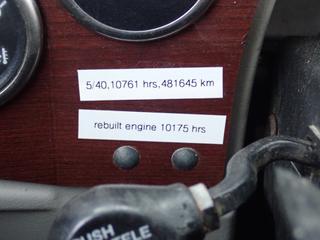 5/40,10761 hrs,481645 km
rebuilt engine 10175 hrs